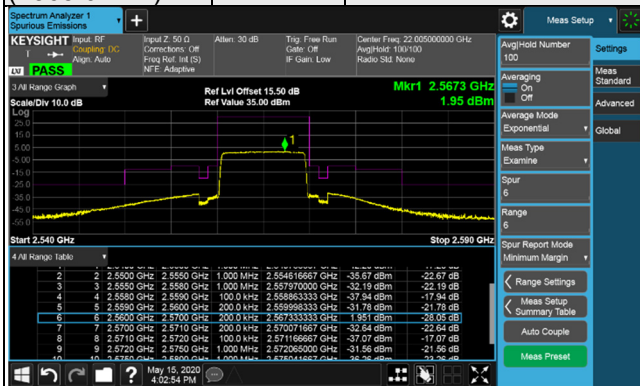 Spectrum Analyzer 1
Spurious Emissions
Meas Setup
KEYSIGHT Input: RF
Coupling: DC
Align: Auto
Input Z: 50 Ω
Corrections: Off
Freq Ref: Int (S)
NFE: Adaptive
Atten: 30 dB
Trig: Free Run
Gate: Off
IF Gain: Low
Center Freq: 22.005000000 GHz
Avg|Hold: 100/100
Radio Std: None
LXI PASS
3 All Range Graph
Ref Lvl Offset 15.50 dB
Mkr1 2.5673 GHz
Scale/Div 10.0 dB
Ref Value 35.00 dBm
1.95 dBm
Log
25.0
15.0
5.00
-5.00
-15.0
-25.0
-35.0
-45.0
-55.0
1
Start 2.540 GHz
Stop 2.590 GHz
4 All Range Table
2 2 2.5500 GHz 2.5550 GHz 1.000 MHz 2.554616667 GHz -35.67 dBm -22.67 dB
3 3 2.5550 GHz 2.5580 GHz 1.000 MHz 2.557970000 GHz -32.19 dBm -22.19 dB
4 4 2.5580 GHz 2.5590 GHz 100.0 kHz 2.558863333 GHz -37.94 dBm -17.94 dB
5 5 2.5590 GHz 2.5600 GHz 200.0 kHz 2.559998333 GHz -31.78 dBm -21.78 dB
6 6 2.5600 GHz 2.5700 GHz 200.0 kHz 2.567333333 GHz 1.951 dBm -28.05 dB
7 7 2.5700 GHz 2.5710 GHz 200.0 kHz 2.570071667 GHz -32.64 dBm -22.64 dB
8 8 2.5710 GHz 2.5720 GHz 100.0 kHz 2.571166667 GHz -37.07 dBm -17.07 dB
9 9 2.5720 GHz 2.5750 GHz 1.000 MHz 2.572065000 GHz -31.56 dBm -21.56 dB
May 15, 2020
4:02:54 PM
Avg|Hold Number
100
Averaging
On
Off
Average Mode
Exponential
Meas Type
Examine
Spur
6
Range
6
Spur Report Mode
Minimum Margin
Range Settings
Meas Setup
Summary Table
Auto Couple
Meas Preset
Settings
Meas
Standard
Advanced
Global